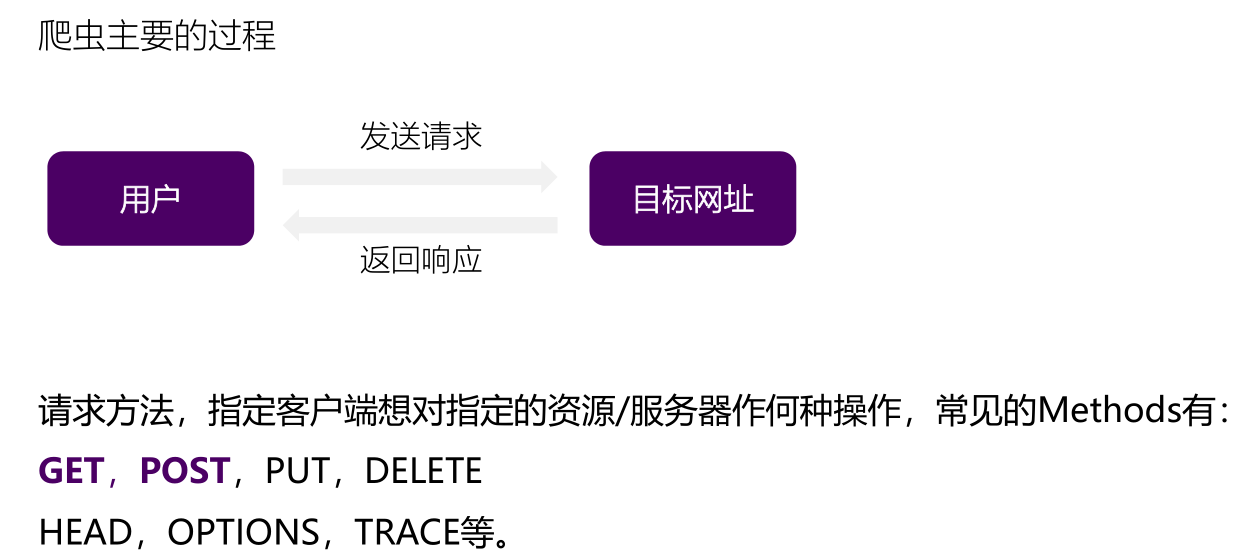 爬虫主要的过程
发送请求
用户
目标网址
返回响应
请求方法，指定客户端想对指定的资源/服务器作何种操作，常见的Methods有：
GET，POST，PUT，DELETE
HEAD，OPTIONS，TRACE等。